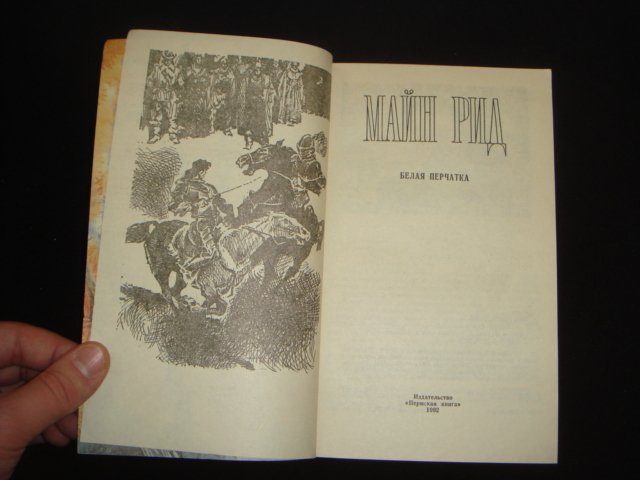 МАЙН РИД
БЕЛАЯ ПЕРЧАТКА
Издательство
«Пермская книга»
1992